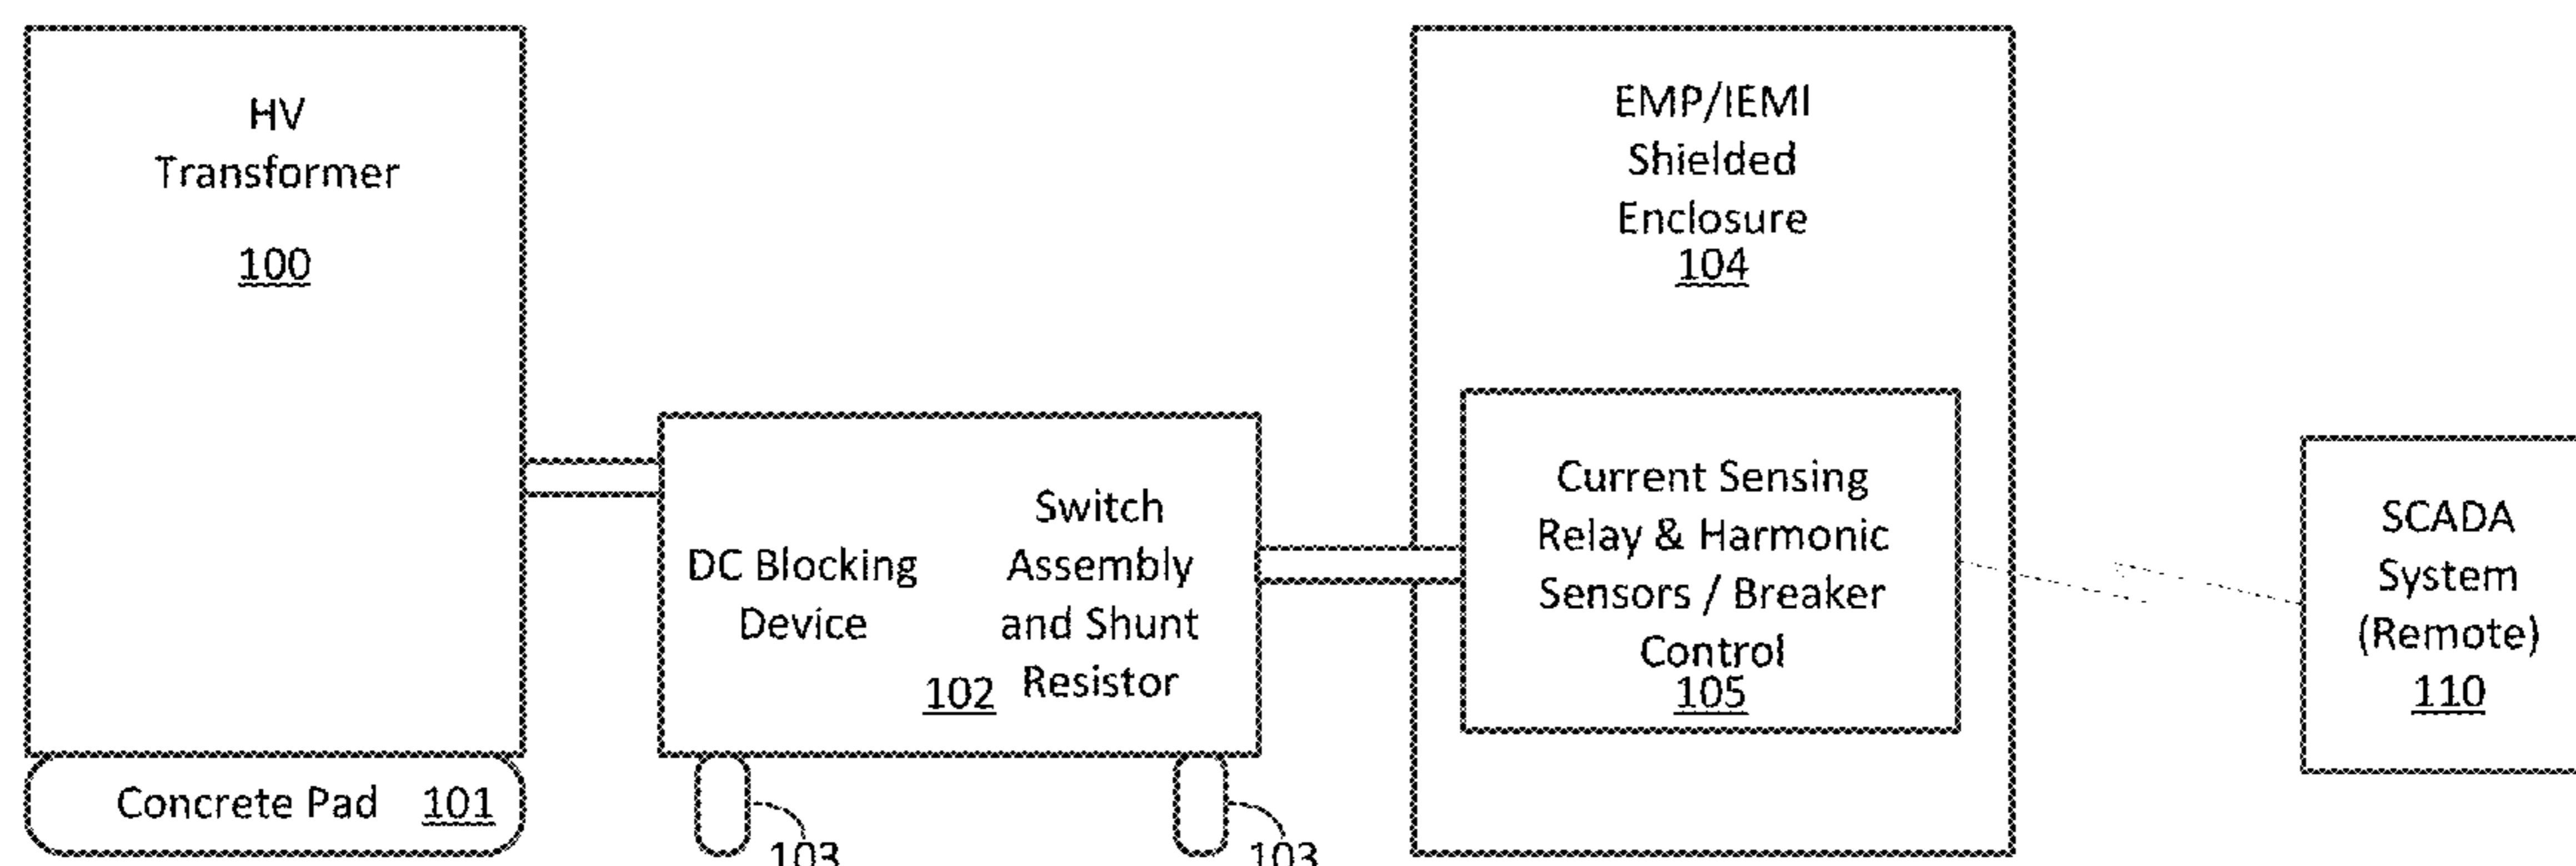 HV
Transformer
100
Concrete Pad 101
DC Blocking
Device
Switch
Assembly
and Shunt
Resistor
102
103
103
EMP/IEMI
Shielded
Enclosure
104
Current Sensing
Relay & Harmonic
Sensors / Breaker
Control
105
SCADA
System
(Remote)
110